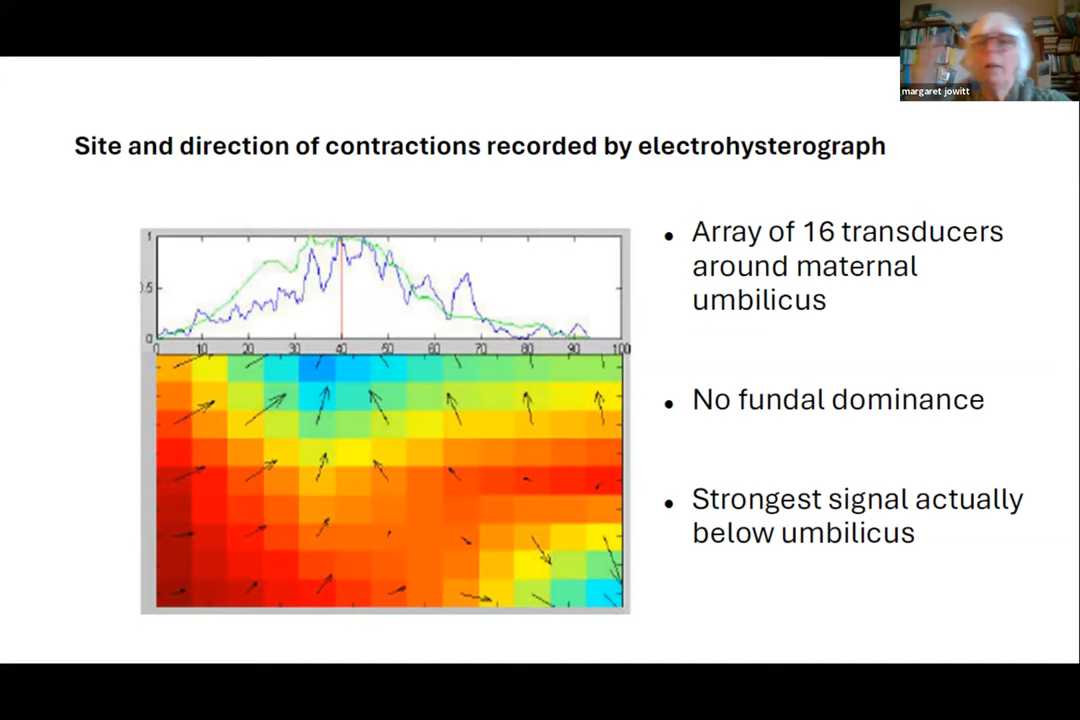 margaret jowitt
Site and direction of contractions recorded by electrohysterograph
1
0.5
0
0 10 20 30 40 50 60 70 80 90 100
• Array of 16 transducers
around maternal
umbilicus
• No fundal dominance
• Strongest signal actually
below umbilicus